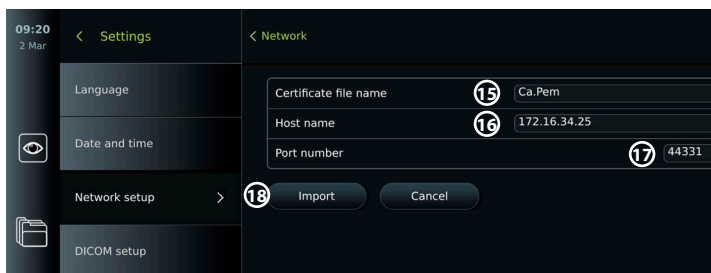 09:20
2 Mar
< Settings
< Network
Language
Date and time
Network setup >
DICOM setup
Certificate file name 15 Ca.Pem
Host name 16 172.16.34.25
Port number 17 44331
18 Import Cancel